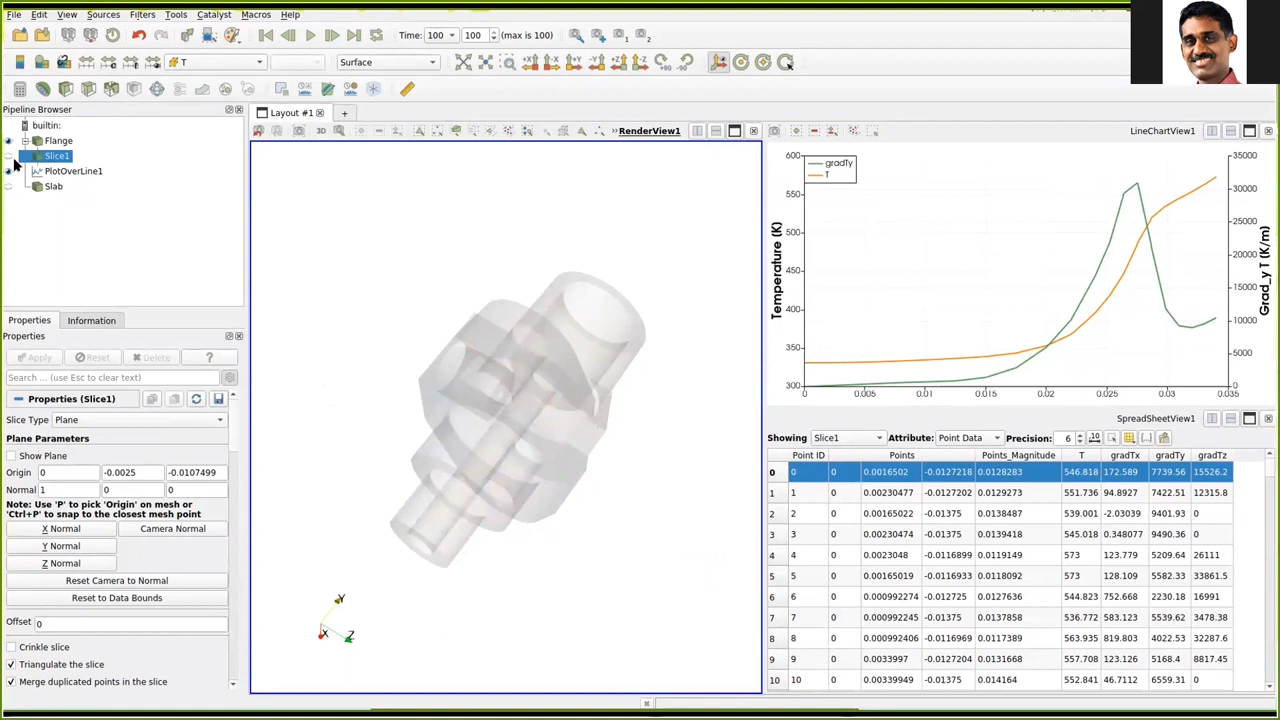 File Edit View Sources Filters Tools Catalyst Macros Help
Time: 100 100 (max is 100)
T Surface
Pipeline Browser
builtin:
Flange
Slice1
PlotOverLine1
Slab
Properties Information
Properties
Apply Reset Delete ?
Search ... (use Esc to clear text)
Properties (Slice1)
Slice Type Plane
Plane Parameters
Show Plane
Origin 0 -0.0025 -0.0107499
Normal 1 0 0
Note: Use 'P' to pick 'Origin' on mesh or
'Ctrl+P' to snap to the closest mesh point
X Normal Camera Normal
Y Normal
Z Normal
Reset Camera to Normal
Reset to Data Bounds
Offset 0
Crinkle slice
Triangulate the slice
Merge duplicated points in the slice
Layout #1 +
3D RenderView1
Y
X Z
LineChartView1
gradTy
T
Temperature (K)
600
550
500
450
400
350
300
0 0.005 0.01 0.015 0.02 0.025 0.03 0.035
35000
30000
25000
20000
15000
10000
5000
0
Grad_y T (K/m)
SpreadSheetView1
Showing Slice1 Attribute: Point Data Precision: 6
Point ID Points Points_Magnitude T gradTx gradTy gradTz
0 0 0 0.0016502 -0.0127218 0.0128283 546.818 172.589 7739.56 15526.2
1 1 0 0.00230477 -0.0127202 0.0129273 551.736 94.8927 7422.51 12315.8
2 2 0 0.00165022 -0.01375 0.0138487 539.001 -2.03039 9401.93 0
3 3 0 0.00230474 -0.01375 0.0139418 545.018 0.348077 9490.36 0
4 4 0 0.0023048 -0.0116899 0.0119149 573 123.779 5209.64 26111
5 5 0 0.00165019 -0.0116933 0.0118092 573 128.109 5582.33 33861.5
6 6 0 0.000992274 -0.012725 0.0127636 544.823 752.668 2230.18 16991
7 7 0 0.000992245 -0.01375 0.0137858 536.772 583.123 5539.62 3478.38
8 8 0 0.000992406 -0.0116969 0.0117389 563.935 819.803 4022.53 32287.6
9 9 0 0.0033997 -0.0127204 0.0131668 557.708 123.126 5168.4 8817.45
10 10 0 0.00339949 -0.01375 0.014164 552.841 46.7112 6559.31 0